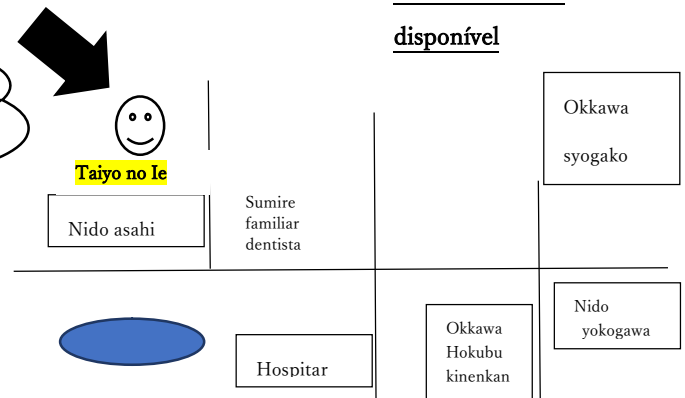 disponível
Okkawa
syogako
Taiyo no Ie
Nido asahi
Sumire
familiar
dentista
Nido
yokogawa
Okkawa
Hokubu
kinenkan
Hospitar